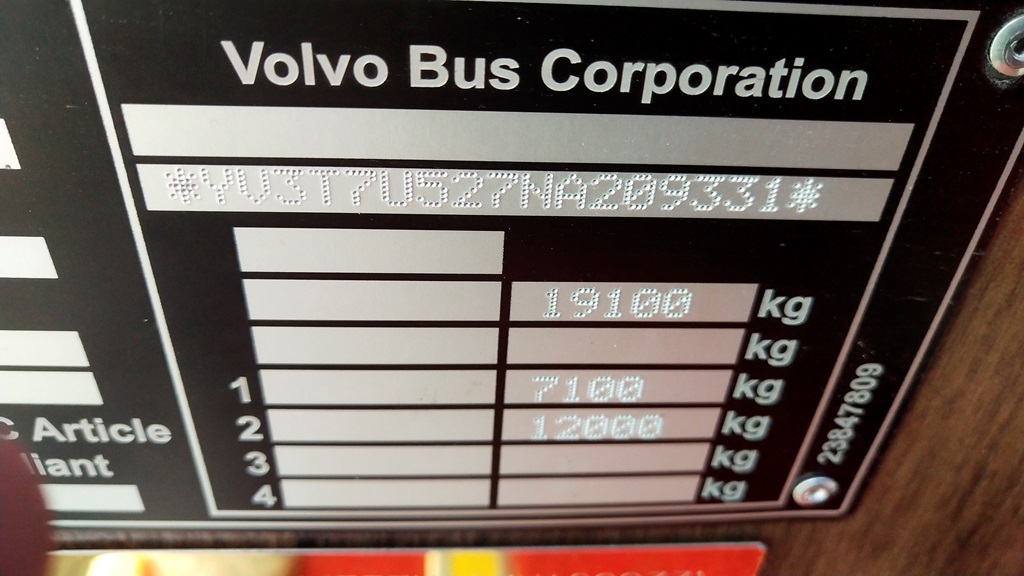 Volvo Bus Corporation
*YV3T7U527NA209331*
19100 kg
kg
1 7100 kg
2 12000 kg
3 kg
4 kg
23847809
C Article
liant